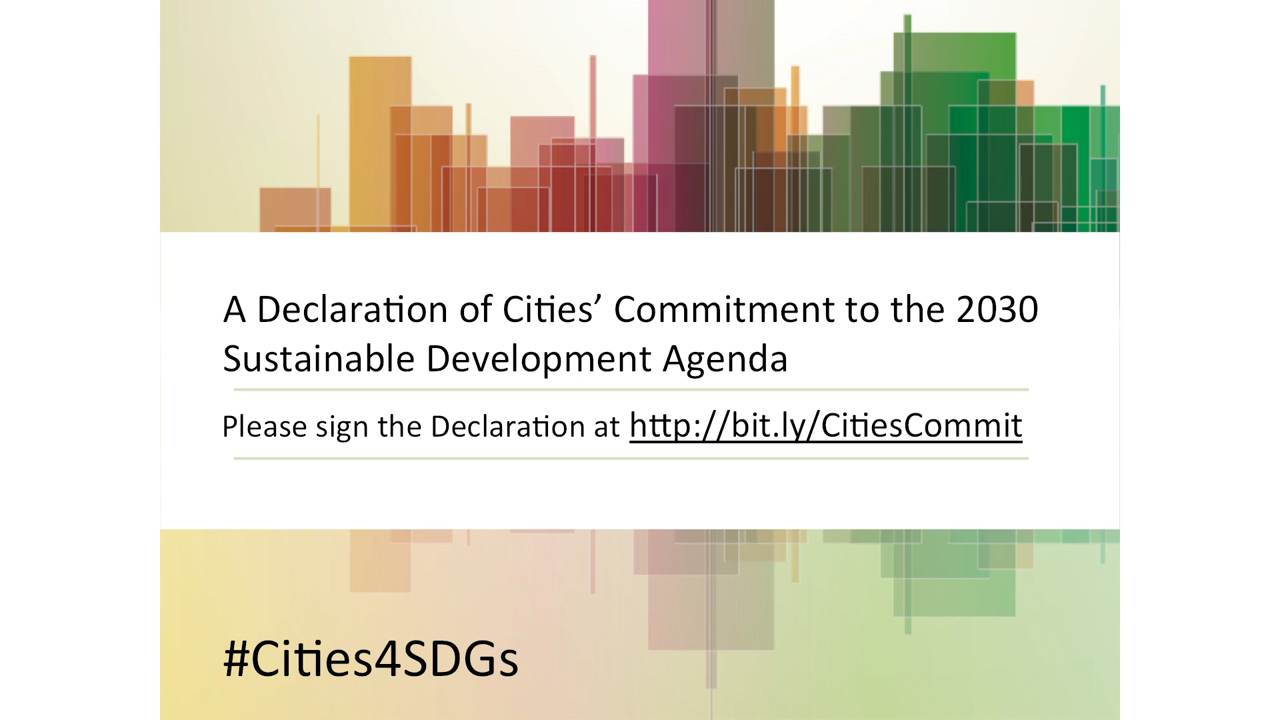 A Declaration of Cities’ Commitment to the 2030
Sustainable Development Agenda
Please sign the Declaration at http://bit.ly/CitiesCommit
#Cities4SDGs